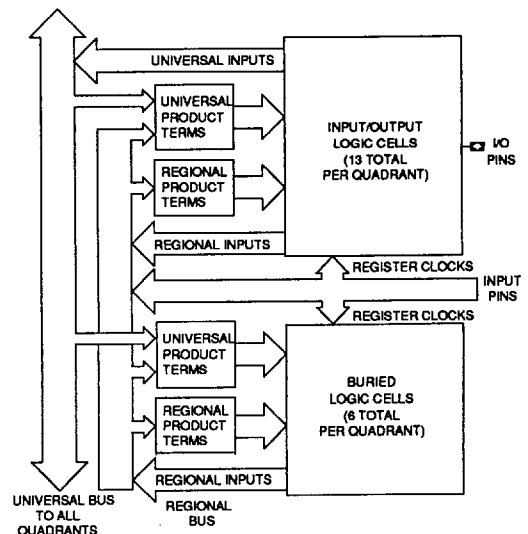 UNIVERSAL INPUTS
UNIVERSAL
PRODUCT
TERMS
REGIONAL
PRODUCT
TERMS
INPUT/OUTPUT
LOGIC CELLS
(13 TOTAL
PER QUADRANT)
I/O
PINS
REGIONAL INPUTS
REGISTER CLOCKS
INPUT
PINS
REGISTER CLOCKS
UNIVERSAL
PRODUCT
TERMS
REGIONAL
PRODUCT
TERMS
BURIED
LOGIC CELLS
(6 TOTAL
PER QUADRANT)
REGIONAL INPUTS
UNIVERSAL BUS
TO ALL
QUADRANTS
REGIONAL
BUS